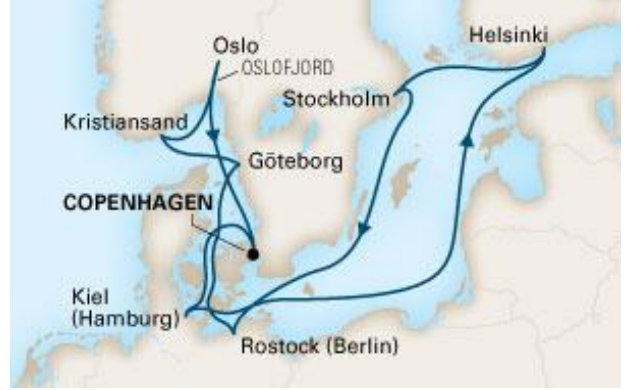 Oslo
OSLOFJORD
Helsinki
Stockholm
Kristiansand
Göteborg
COPENHAGEN
Kiel
(Hamburg)
Rostock (Berlin)